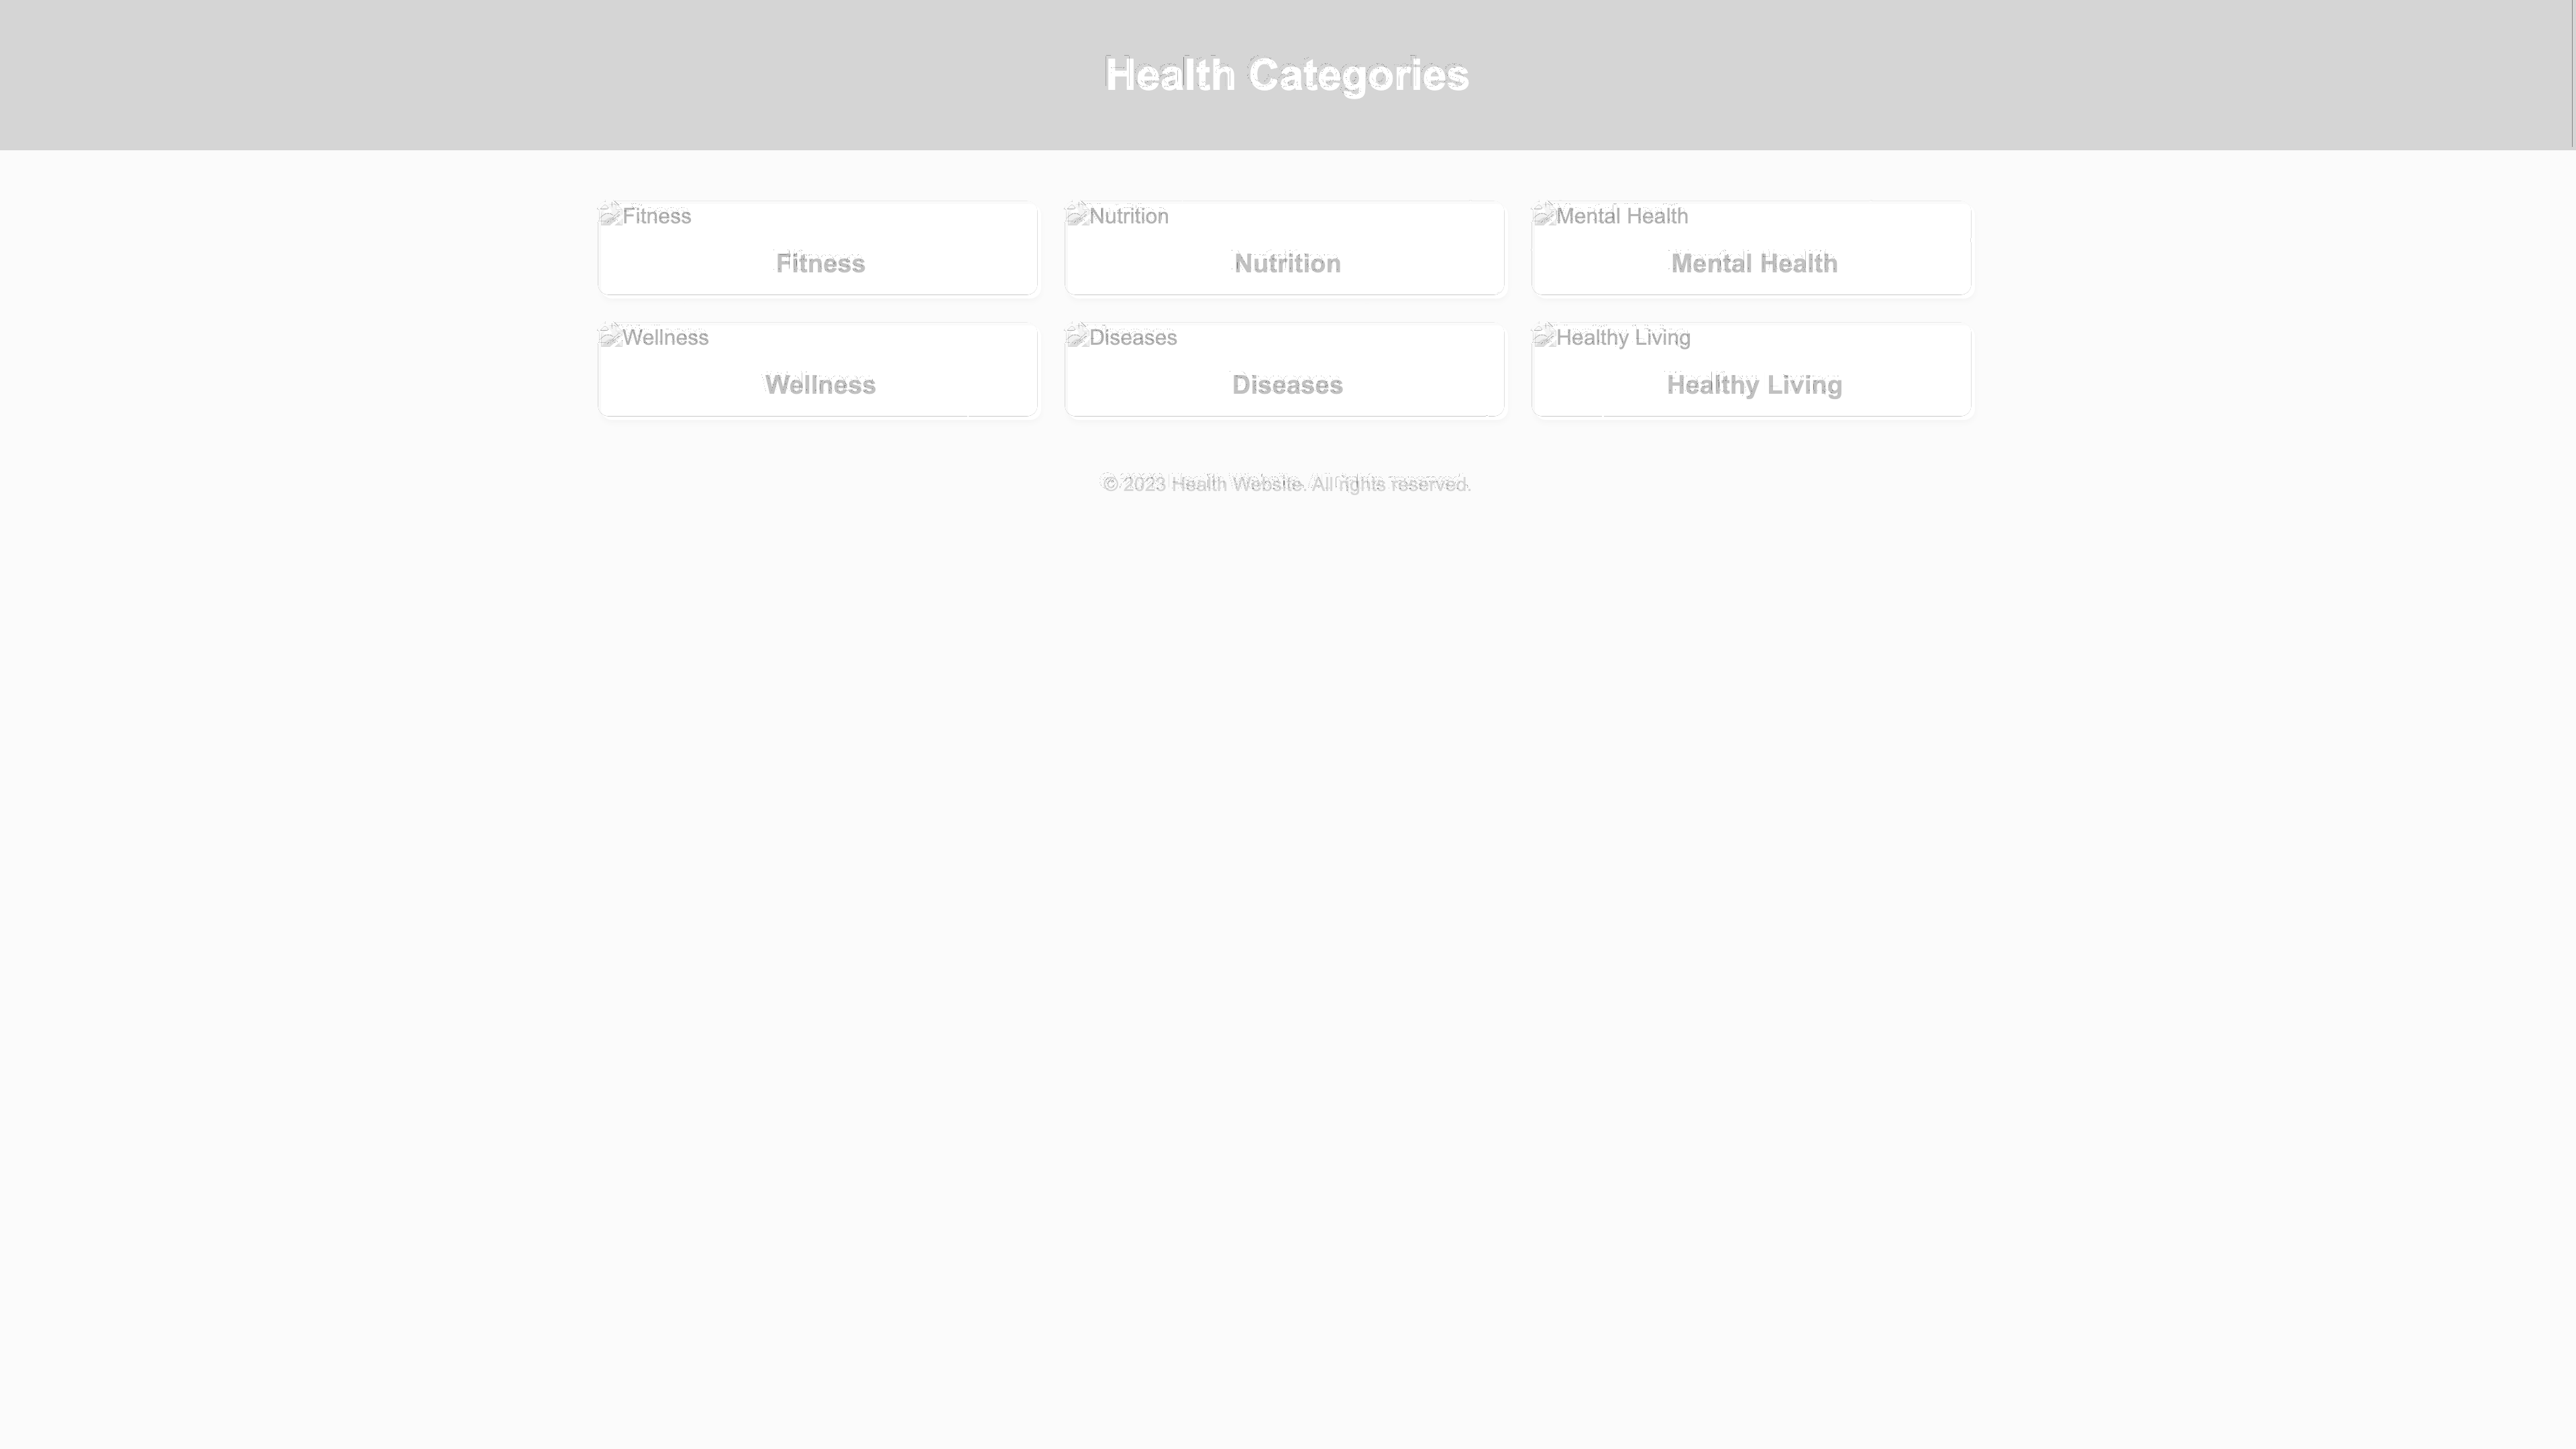 Health Categories
Fitness
Fitness
Nutrition
Nutrition
Mental Health
Mental Health
Wellness
Wellness
Diseases
Diseases
Healthy Living
Healthy Living
© 2023 Health Website. All rights reserved.